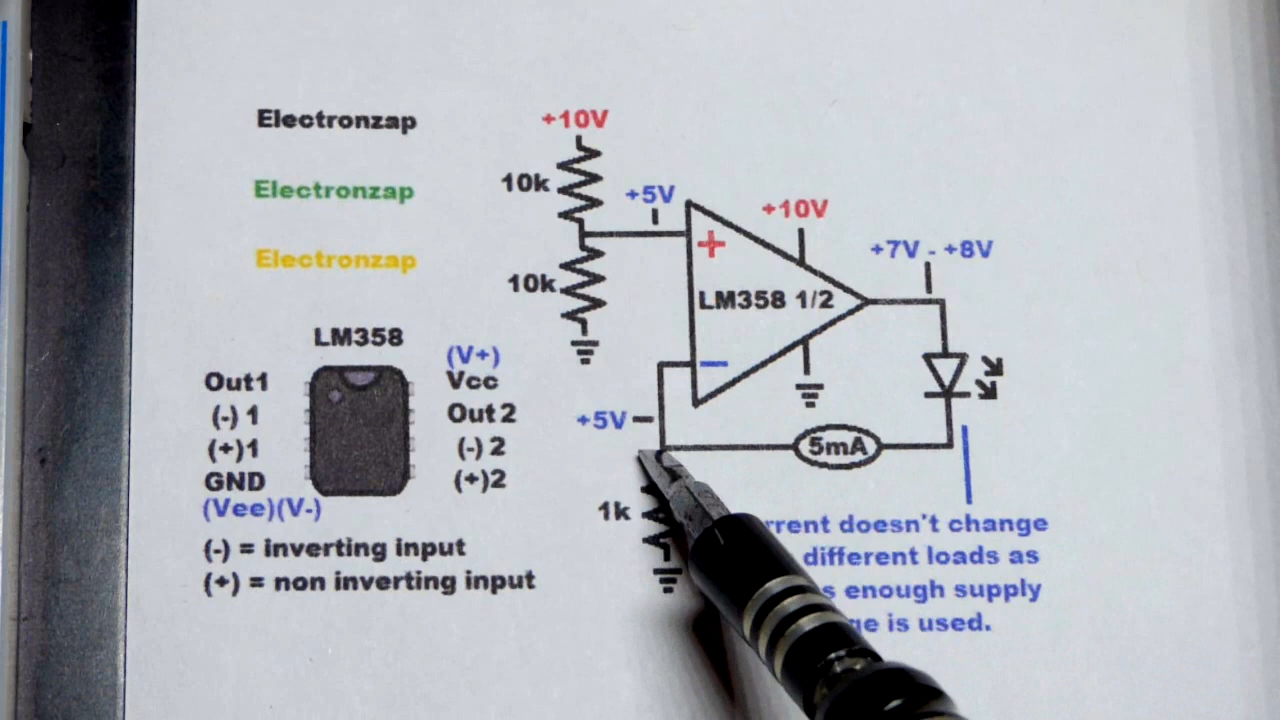 Electronzap
Electronzap
Electronzap
+10V
10k
+5V
10k
+
+10V
LM358 1/2
−
+7V - +8V
+5V
5mA
1k
LM358
Out1
(-) 1
(+)1
GND
(Vee)(V-)
(V+)
Vcc
Out 2
(-) 2
(+)2
(-) = inverting input
(+) = non inverting input
doesn't change
different loads as
enough supply
is used.